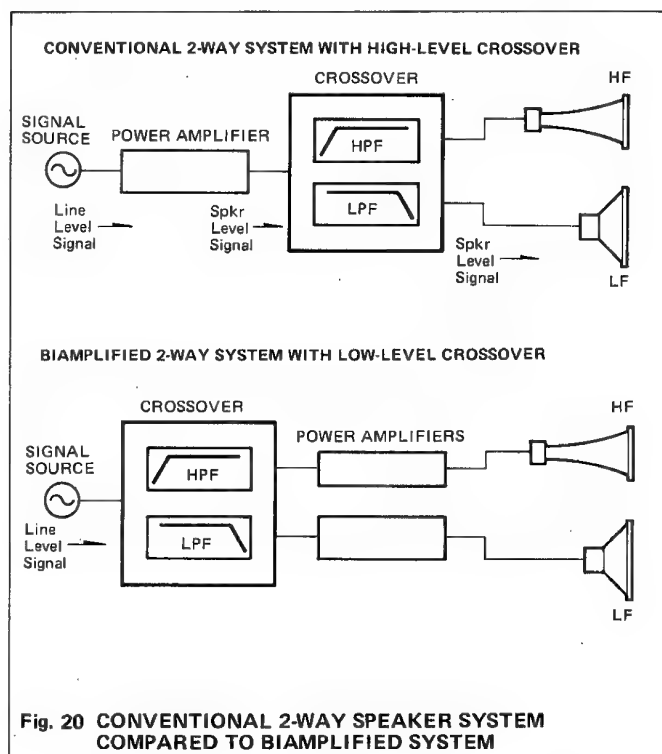 CONVENTIONAL 2-WAY SYSTEM WITH HIGH-LEVEL CROSSOVER
CROSSOVER
HF
SIGNAL
SOURCE
POWER AMPLIFIER
HPF
LPF
Line
Level
Signal
Spkr
Level
Signal
Spkr
Level
Signal
LF
BIAMPLIFIED 2-WAY SYSTEM WITH LOW-LEVEL CROSSOVER
CROSSOVER
HF
POWER AMPLIFIERS
SIGNAL
SOURCE
HPF
Line
Level
Signal
LPF
LF
Fig. 20 CONVENTIONAL 2-WAY SPEAKER SYSTEM
COMPARED TO BIAMPLIFIED SYSTEM